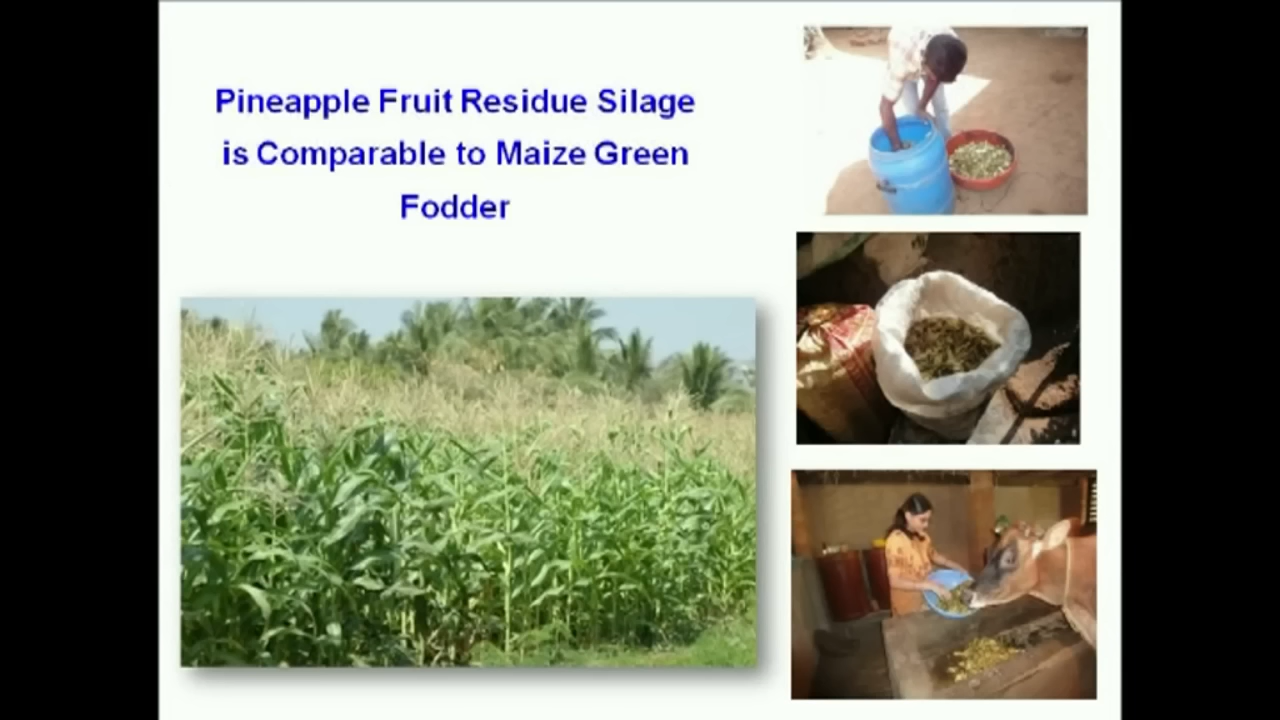 Pineapple Fruit Residue Silage
is Comparable to Maize Green
Fodder